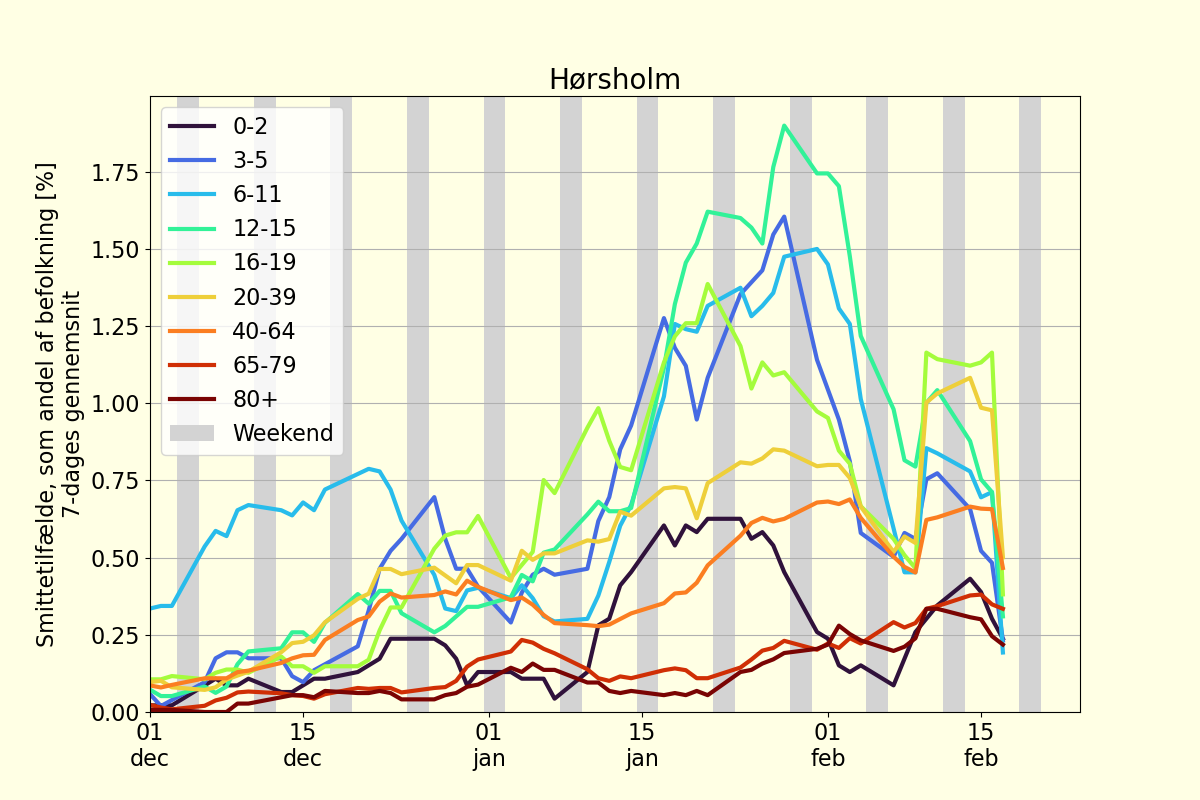 Hørsholm
Smittetilfælde, som andel af befolkning [%]
7-dages gennemsnit
1.75
1.50
1.25
1.00
0.75
0.50
0.25
0.00
0-2
3-5
6-11
12-15
16-19
20-39
40-64
65-79
80+
Weekend
01 15 01 15 01 15
dec dec jan jan feb feb